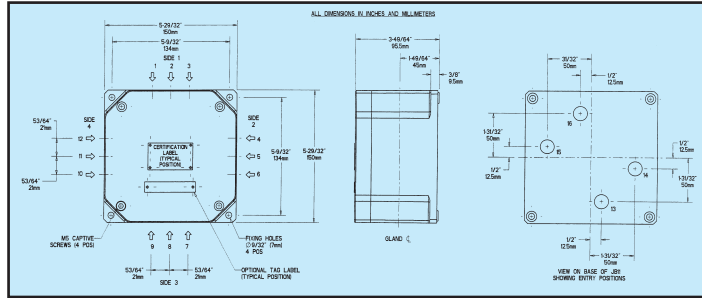 ALL DIMENSIONS IN INCHES AND MILLIMETERS
5-29/32"
150mm
5-9/32"
134mm
SIDE 1
1 2 3
53/64"
21mm
SIDE
4
12
11
10
53/64"
21mm
SIDE
2
4
5
6
CERTIFICATION
LABEL
(TYPICAL
POSITION)
5-9/32"
134mm
5-29/32"
150mm
M5 CAPTIVE
SCREWS (4 POS)
9 8 7
53/64"
21mm
53/64"
21mm
SIDE 3
FIXING HOLES
∅9/32" (7mm)
4 POS
OPTIONAL TAG LABEL
(TYPICAL POSITION)
3-49/64"
95.5mm
1-49/64"
45mm
3/8"
9.5mm
GLAND ℄
31/32"
50mm
1/2"
12.5mm
1-31/32"
50mm
1/2"
12.5mm
16
15
14
13
1/2"
12.5mm
1-31/32"
50mm
1/2"
12.5mm
1-31/32"
50mm
VIEW ON BASE OF JB11
SHOWING ENTRY POSITIONS